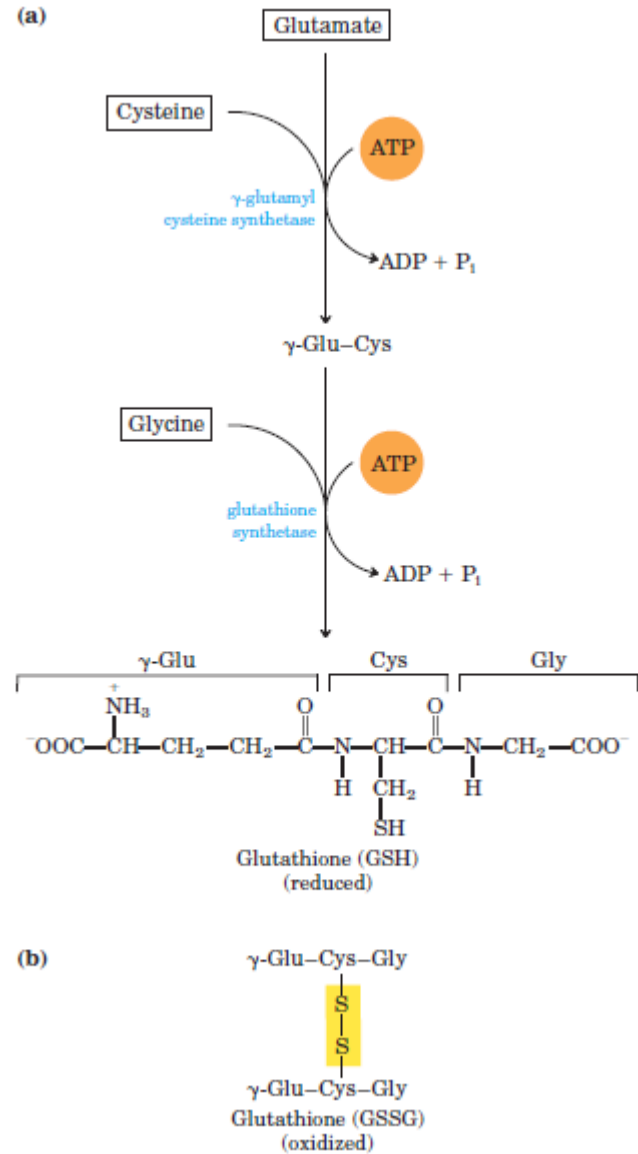 (a)
Glutamate
Cysteine
ATP
γ-glutamyl
cysteine synthetase
ADP + P₁
γ-Glu–Cys
Glycine
ATP
glutathione
synthetase
ADP + P₁
γ-Glu Cys Gly
+
NH₃ O O
⁻OOC—CH—CH₂—CH₂—C—N—CH—C—N—CH₂—COO⁻
H CH₂ H
SH
Glutathione (GSH)
(reduced)
(b)
γ-Glu–Cys–Gly
S
S
γ-Glu–Cys–Gly
Glutathione (GSSG)
(oxidized)